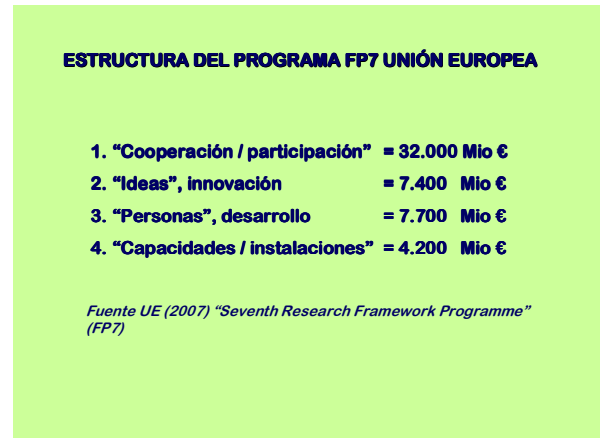 ESTRUCTURA DEL PROGRAMA FP7 UNIÓN EUROPEA
1. “Cooperación / participación” = 32.000 Mio €
2. “Ideas”, innovación = 7.400 Mio €
3. “Personas”, desarrollo = 7.700 Mio €
4. “Capacidades / instalaciones” = 4.200 Mio €
Fuente UE (2007) “Seventh Research Framework Programme”
(FP7)